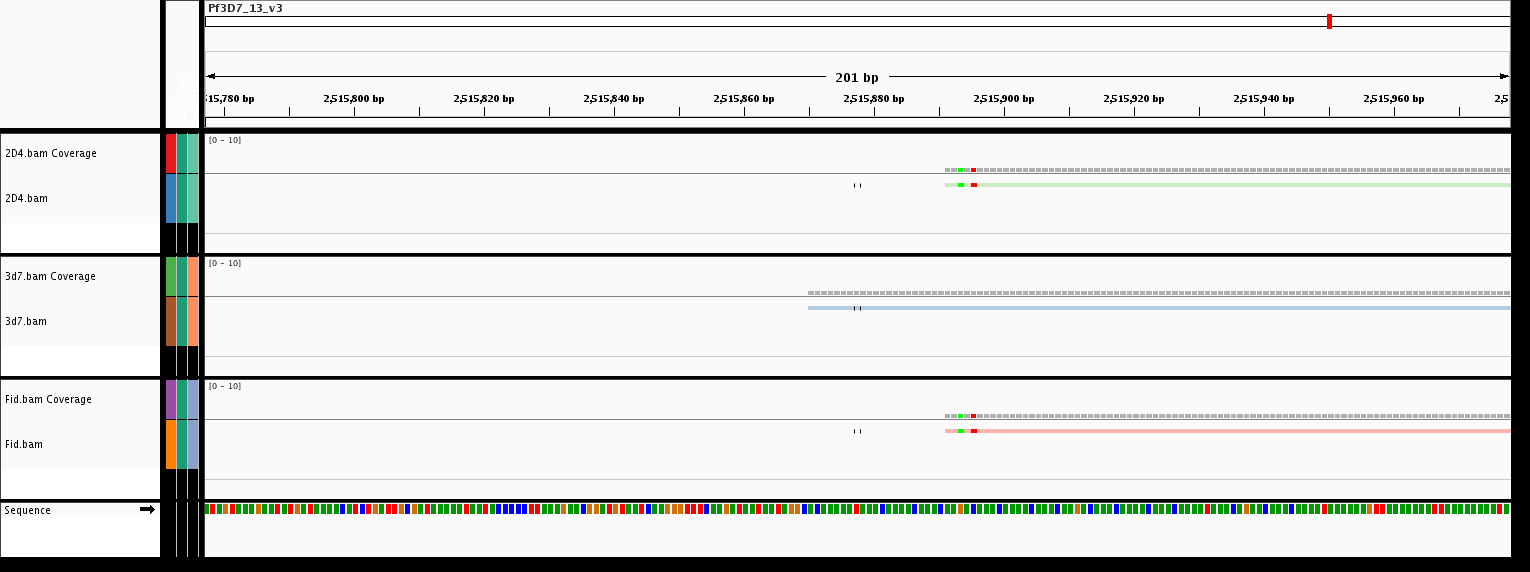 Pf3D7_13_v3
201 bp
515,780 bp 2,515,800 bp 2,515,820 bp 2,515,840 bp 2,515,860 bp 2,515,880 bp 2,515,900 bp 2,515,920 bp 2,515,940 bp 2,515,960 bp 2,5
[0 - 10]
2D4.bam Coverage
2D4.bam
[0 - 10]
3d7.bam Coverage
3d7.bam
[0 - 10]
Fid.bam Coverage
Fid.bam
Sequence